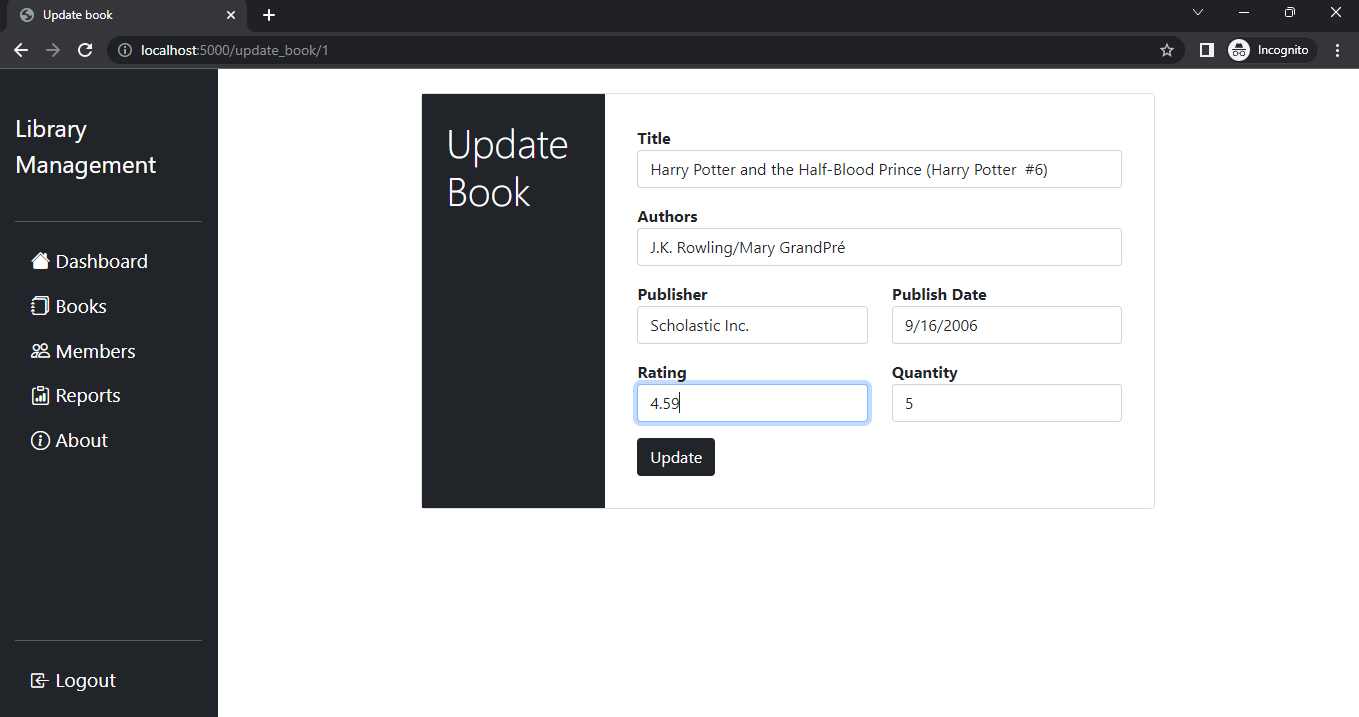 Update book
localhost:5000/update_book/1
Incognito
Library
Management
Dashboard
Books
Members
Reports
About
Logout
Update
Book
Title
Harry Potter and the Half-Blood Prince (Harry Potter  #6)
Authors
J.K. Rowling/Mary GrandPré
Publisher
Publish Date
Scholastic Inc.
9/16/2006
Rating
Quantity
4.59
5
Update